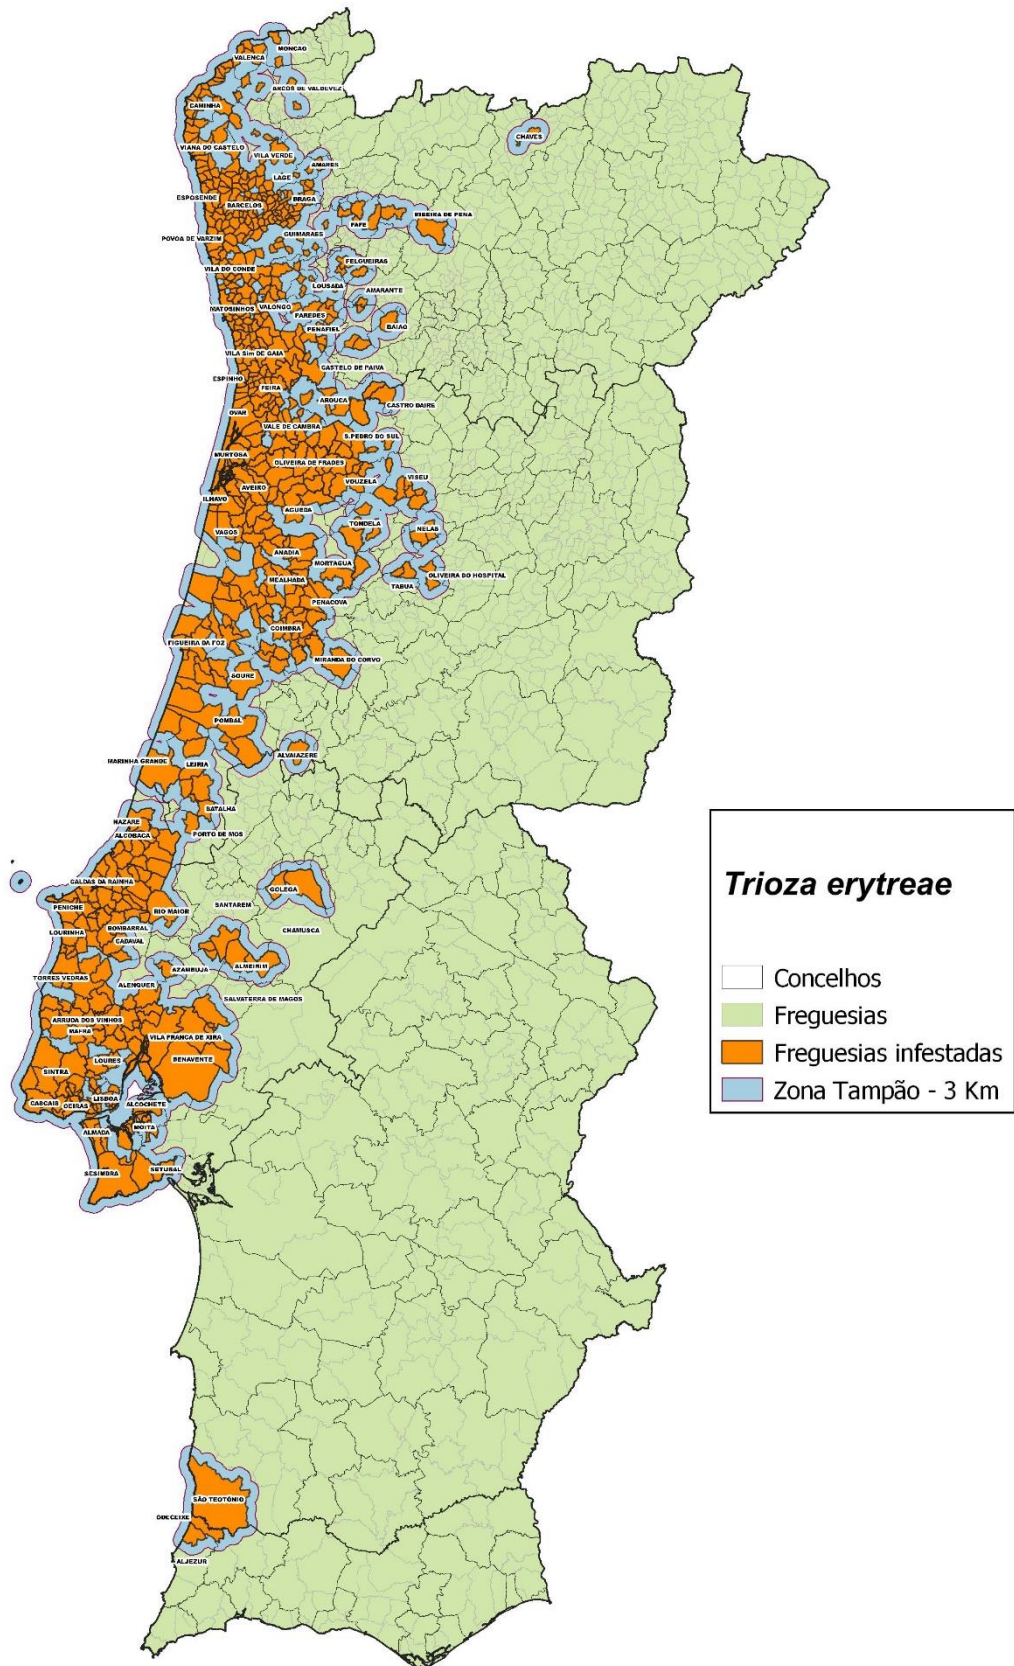 MONÇAO
VALENCA
ARCOS DE VALDEVEZ
CAMINHA
CHAVES
VIANA DO CASTELO
VILA VERDE
AMARES
LAGE
ESPOSENDE
BARCELOS
BRAGA
RIBEIRA DE PENA
FAFE
POVOA DE VARZIM
GUIMARAES
FELGUEIRAS
VILA DO CONDE
LOUSADA
AMARANTE
MATOSINHOS
VALONGO
PAREDES
BAIAO
PENAFIEL
VILA Sim DE GAIA
CASTELO DE PAIVA
ESPINHO
FEIRA
AROUCA
CASTRO DAIRE
OVAR
VALE DE CAMBRA
S.PEDRO DO SUL
MURTOSA
OLIVEIRA DE FRADES
VISEU
VOUZELA
AVEIRO
ILHAVO
AGUEDA
TONDELA
NELAS
VAGOS
ANADIA
MORTAGUA
OLIVEIRA DO HOSPITAL
MEALHADA
TABUA
PENACOVA
COIMBRA
FIGUEIRA DA FOZ
MIRANDA DO CORVO
SOURE
POMBAL
ALVAIAZERE
MARINHA GRANDE
LEIRIA
BATALHA
NAZARE
PORTO DE MOS
ALCOBACA
CALDAS DA RAINHA
GOLEGA
PENICHE
RIO MAIOR
SANTAREM
BOMBARRAL
LOURINHA
CHAMUSCA
CADAVAL
AZAMBUJA
ALMEIRIM
TORRES VEDRAS
ALENQUER
SALVATERRA DE MAGOS
ARRUDA DOS VINHOS
MAFRA
VILA FRANCA DE XIRA
LOURES
BENAVENTE
SINTRA
LISBOA
CASCAIS
OEIRAS
ALCOCHETE
ALMADA
MOITA
SESIMBRA
SETUBAL
SÃO TEOTÓNIO
ODECEIXE
ALJEZUR
Trioza erytreae
Concelhos
Freguesias
Freguesias infestadas
Zona Tampão - 3 Km